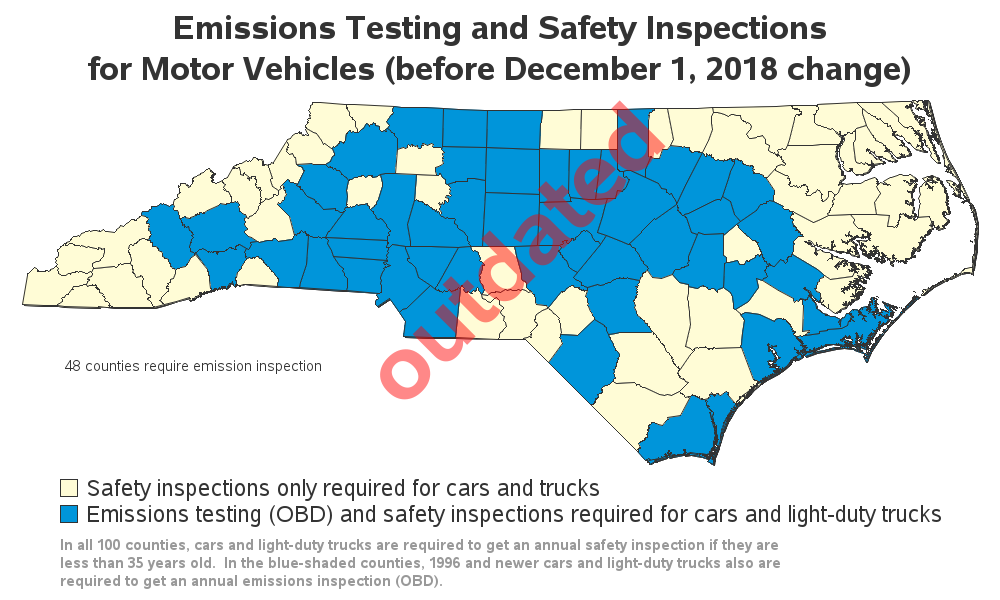 Emissions Testing and Safety Inspections
for Motor Vehicles (before December 1, 2018 change)
outdated
48 counties require emission inspection
Safety inspections only required for cars and trucks
Emissions testing (OBD) and safety inspections required for cars and light-duty trucks
In all 100 counties, cars and light-duty trucks are required to get an annual safety inspection if they are
less than 35 years old.  In the blue-shaded counties, 1996 and newer cars and light-duty trucks also are
required to get an annual emissions inspection (OBD).